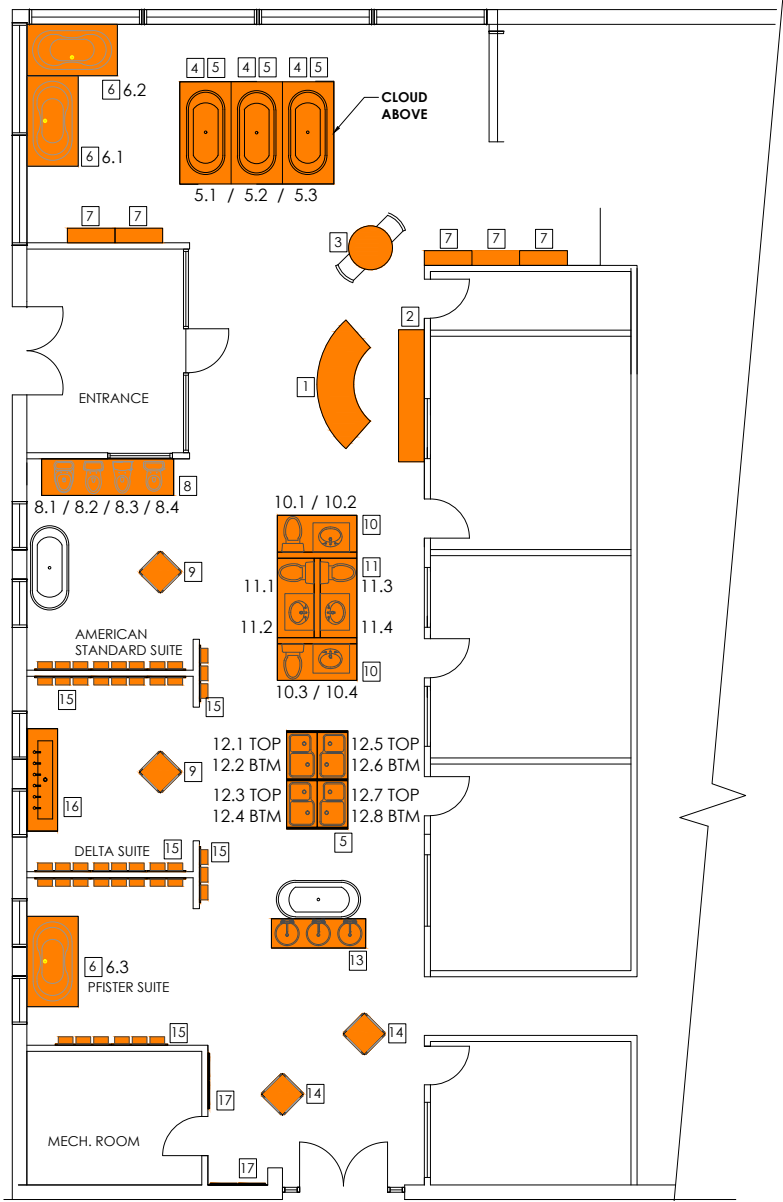 4 5 4 5 4 5
6 6.2
CLOUD
ABOVE
6 6.1
5.1 / 5.2 / 5.3
7 7
3
7 7 7
2
1
ENTRANCE
8
8.1 / 8.2 / 8.3 / 8.4
10.1 / 10.2
10
9
11
11.1 11.3
11.2 11.4
AMERICAN
STANDARD SUITE
10
15
10.3 / 10.4
15
12.1 TOP 12.5 TOP
12.2 BTM 12.6 BTM
9
12.3 TOP 12.7 TOP
16
12.4 BTM 12.8 BTM
5
DELTA SUITE 15 15
13
6 6.3
PFISTER SUITE
15
14
14
17
MECH. ROOM
17